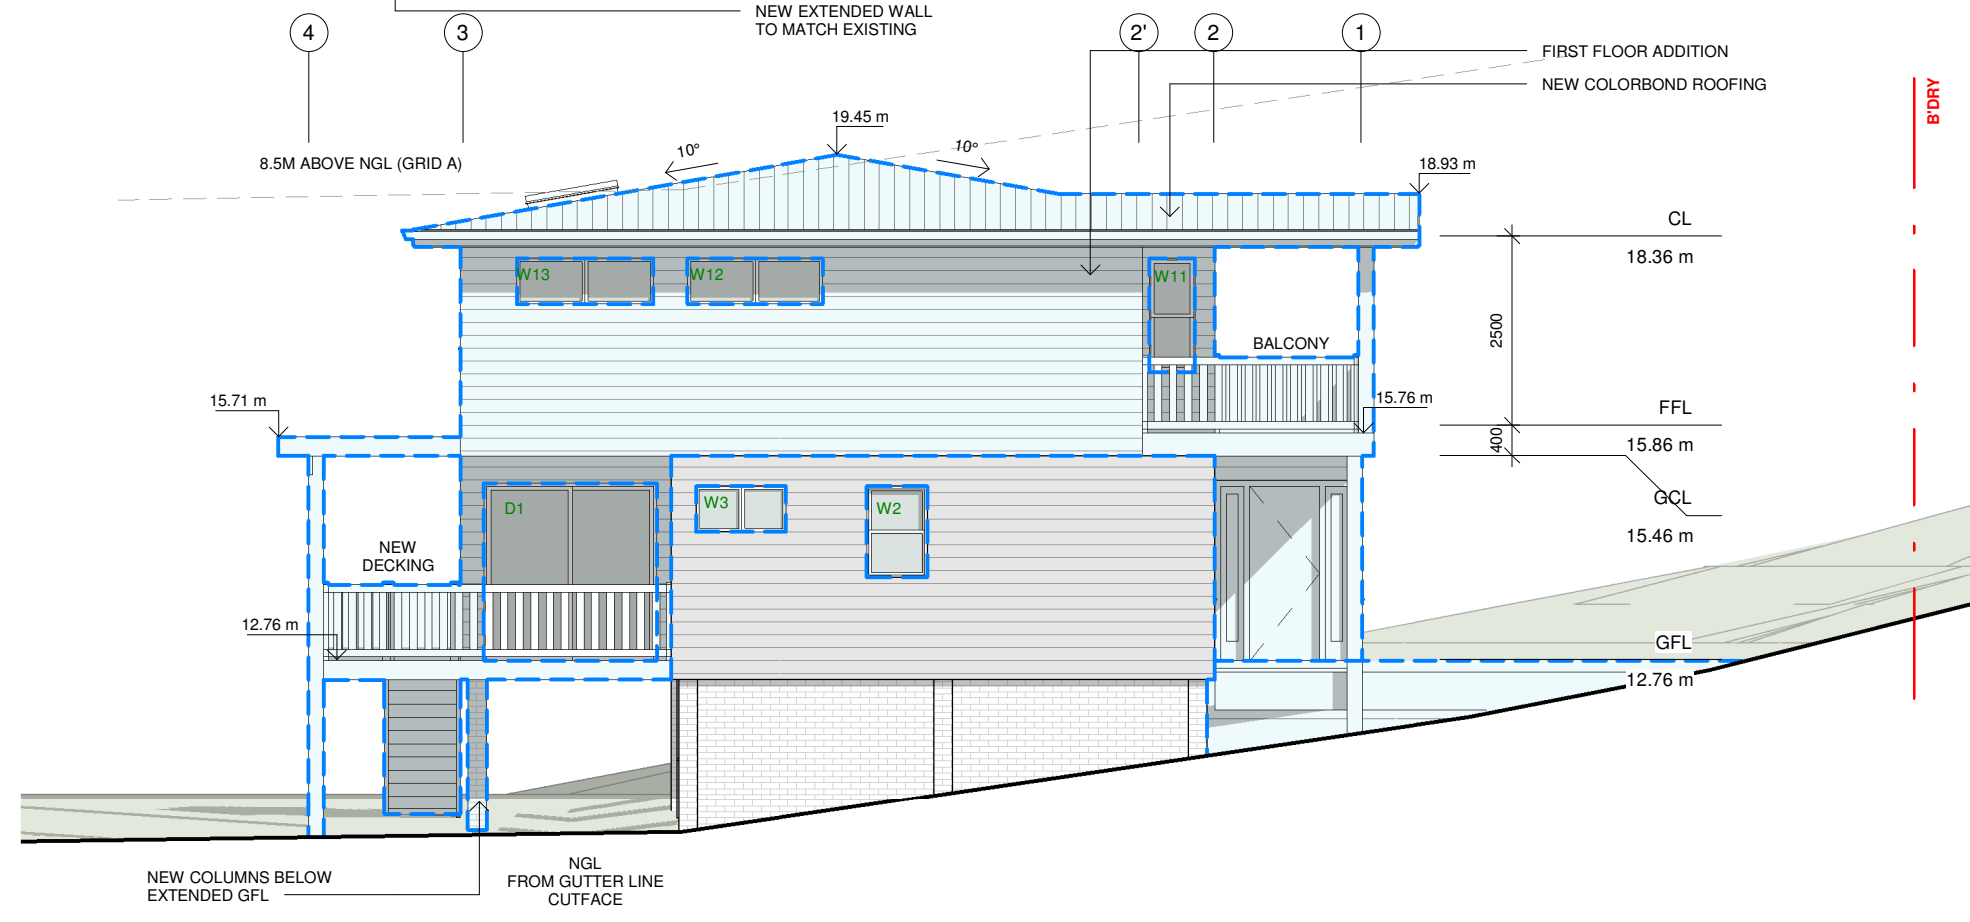 NEW EXTENDED WALL
TO MATCH EXISTING
4
3
2'
2
1
FIRST FLOOR ADDITION
NEW COLORBOND ROOFING
B'DRY
19.45 m
8.5M ABOVE NGL (GRID A)
10°
10°
18.93 m
CL
18.36 m
W13
W12
W11
2500
BALCONY
15.71 m
15.76 m
FFL
400
15.86 m
GCL
15.46 m
D1
W3
W2
NEW
DECKING
12.76 m
GFL
12.76 m
NEW COLUMNS BELOW
EXTENDED GFL
NGL
FROM GUTTER LINE
CUTFACE